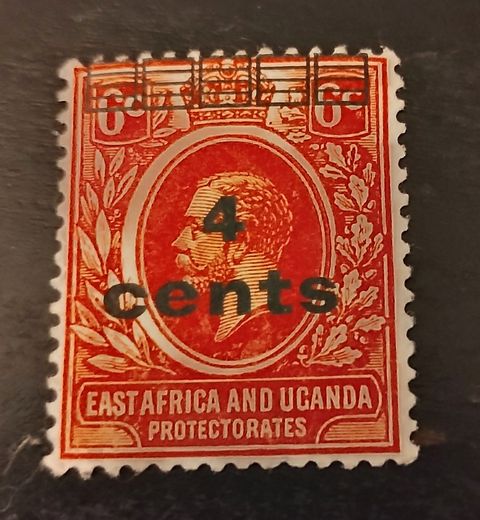 6c 6c
4
cents
EAST AFRICA AND UGANDA
PROTECTORATES